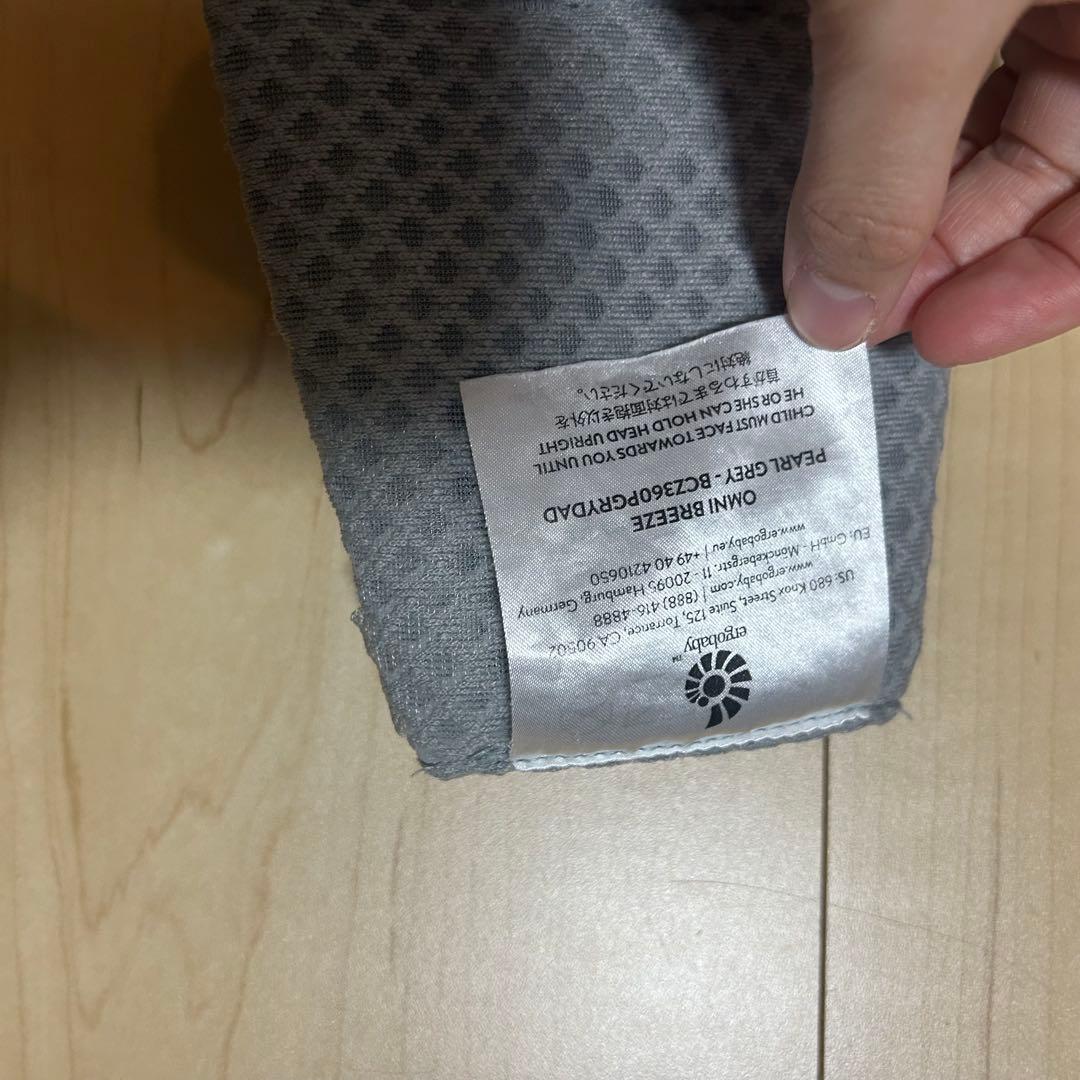 ergobaby™
US: 680 Knox Street, Suite 125, Torrance, CA 90502
www.ergobaby.com | (888) 416-4888
EU: GmbH - Mönckebergstr. 11 - 20095 Hamburg, Germany
www.ergobaby.eu | +49 40 4210650
OMNI BREEZE
PEARL GREY - BCZ360PGRYDAD
CHILD MUST FACE TOWARDS YOU UNTIL
HE OR SHE CAN HOLD HEAD UPRIGHT
首がすわるまでは対面抱き以外を
絶対にしないでください。